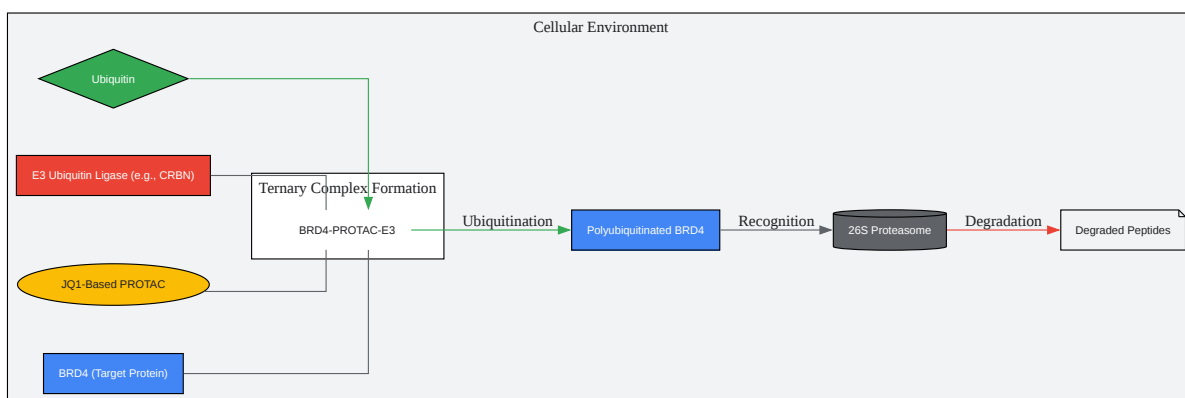 Cellular Environment
Ubiquitin
E3 Ubiquitin Ligase (e.g., CRBN)
Ternary Complex Formation
BRD4-PROTAC-E3
Ubiquitination
Polyubiquitinated BRD4
Recognition
26S Proteasome
Degradation
Degraded Peptides
JQ1-Based PROTAC
BRD4 (Target Protein)